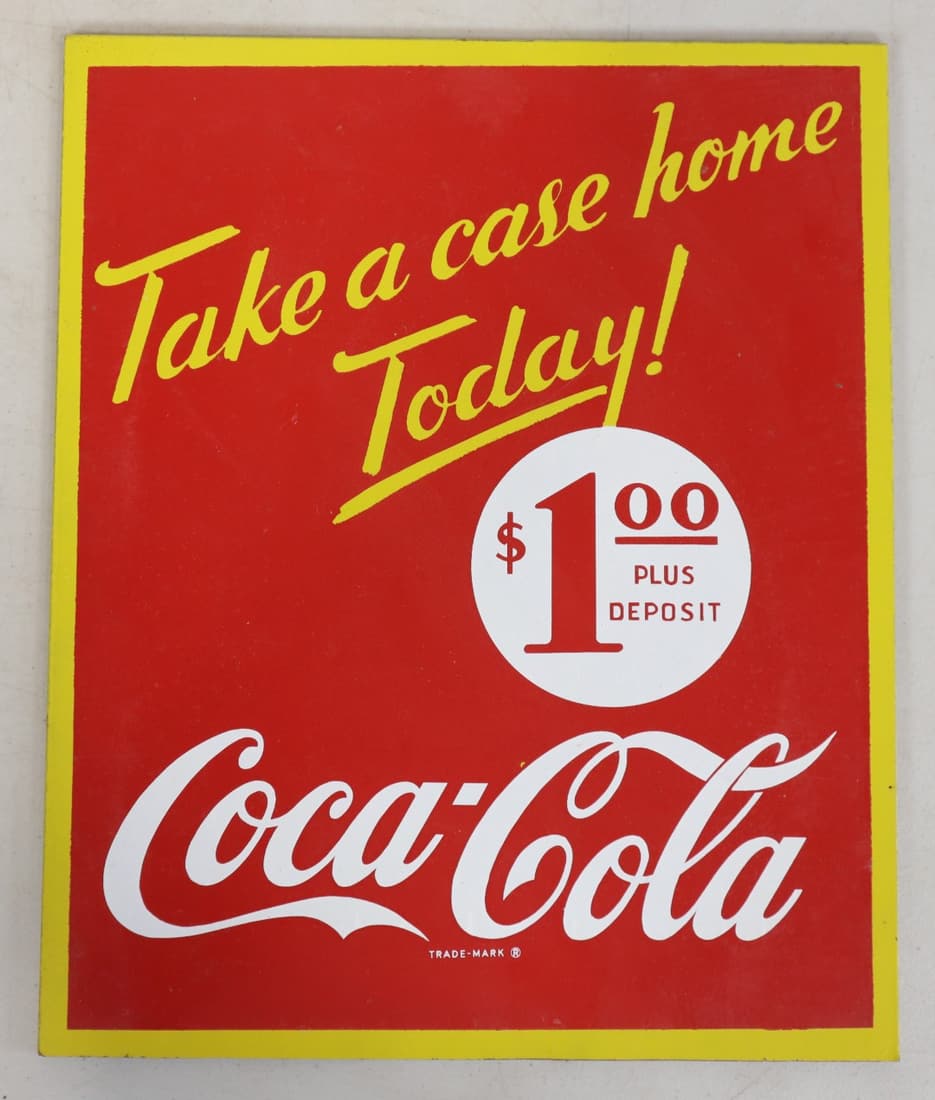 Take a case home
Today!
$1.00
PLUS
DEPOSIT
Coca-Cola
TRADE-MARK ®